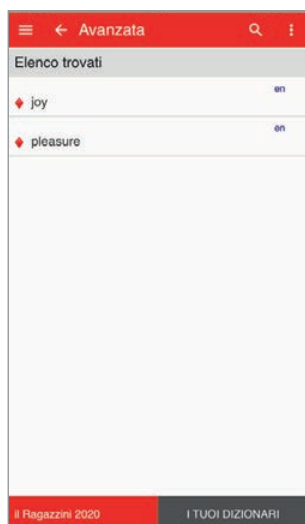 Avanzata
Elenco trovati
en
joy
en
pleasure
il Ragazzini 2020
I TUOI DIZIONARI